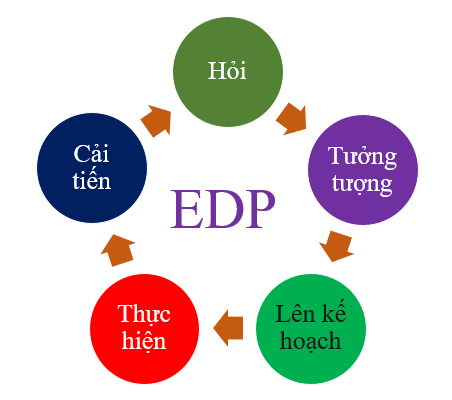 Hỏi
Tưởng
tượng
Lên kế
hoạch
Thực
hiện
Cải
tiến
EDP